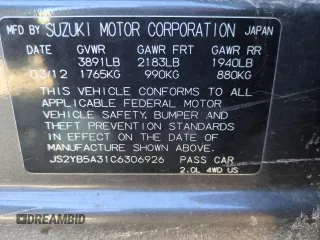 MFD BY SUZUKI MOTOR CORPORATION JAPAN
DATE GVWR GAWR FRT GAWR RR
3891LB 2183LB 1940LB
03/12 1765KG 990KG 880KG
THIS VEHICLE CONFORMS TO ALL
APPLICABLE FEDERAL MOTOR
VEHICLE SAFETY, BUMPER AND
THEFT PREVENTION STANDARDS
IN EFFECT ON THE DATE OF
MANUFACTURE SHOWN ABOVE.
JS2YB5A31C6306926 PASS CAR
2.0L 4WD US
DREAMBID